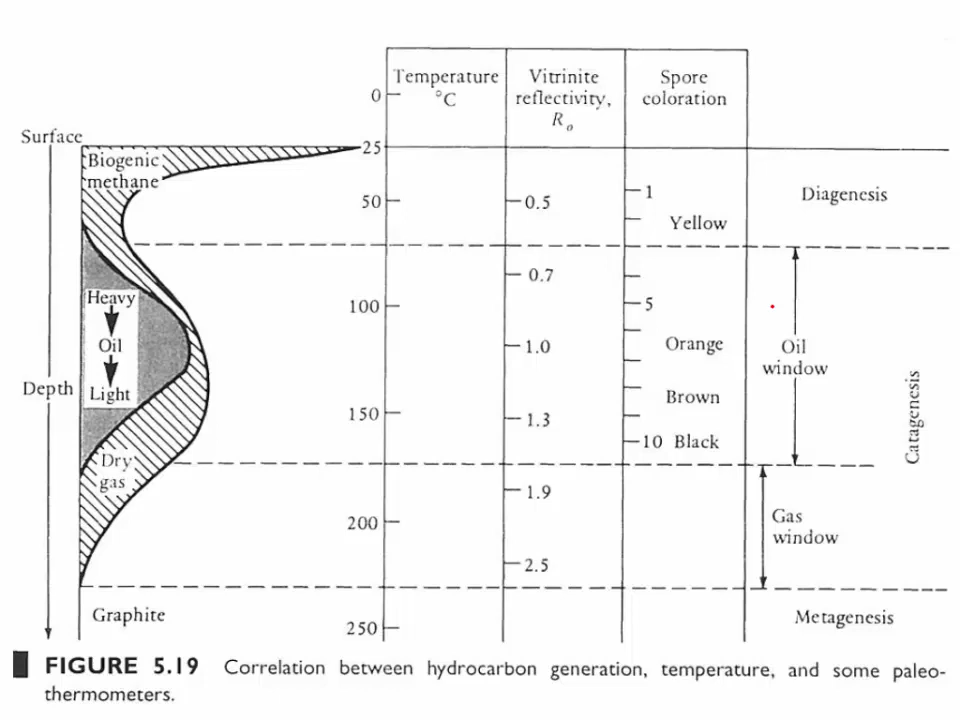 Temperature
°C
Vitrinite
reflectivity,
Ro
Spore
coloration
0
Surface
25
Biogenic
methane
50
0.5
1
Yellow
Diagenesis
0.7
Heavy
100
5
Oil
1.0
Orange
Oil
window
Depth
Light
Brown
Catagenesis
150
1.3
10 Black
Dry
gas
1.9
200
Gas
window
2.5
Graphite
250
Metagenesis
FIGURE 5.19 Correlation between hydrocarbon generation, temperature, and some paleo-
thermometers.